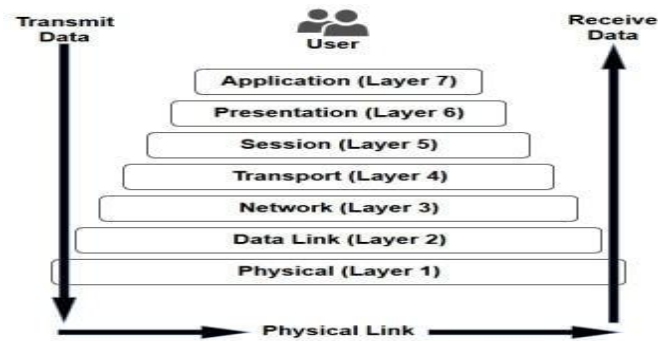 Transmit
Data
User
Receive
Data
Application (Layer 7)
Presentation (Layer 6)
Session (Layer 5)
Transport (Layer 4)
Network (Layer 3)
Data Link (Layer 2)
Physical (Layer 1)
Physical Link